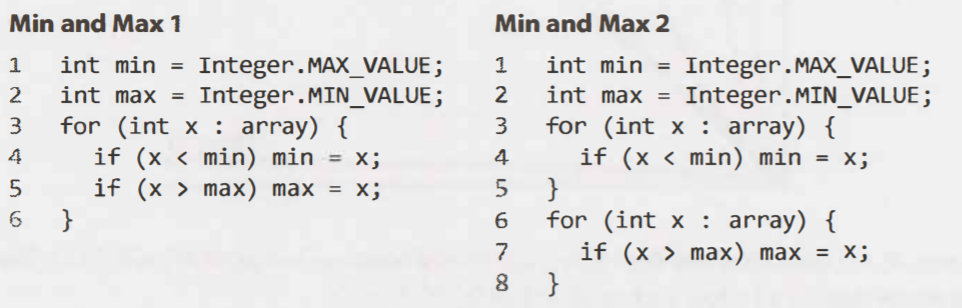 Min and Max 1
1 int min = Integer.MAX_VALUE;
2 int max = Integer.MIN_VALUE;
3 for (int x : array) {
4 if (x < min) min = x;
5 if (x > max) max = x;
6 }
Min and Max 2
1 int min = Integer.MAX_VALUE;
2 int max = Integer.MIN_VALUE;
3 for (int x : array) {
4 if (x < min) min = x;
5 }
6 for (int x : array) {
7 if (x > max) max = x;
8 }